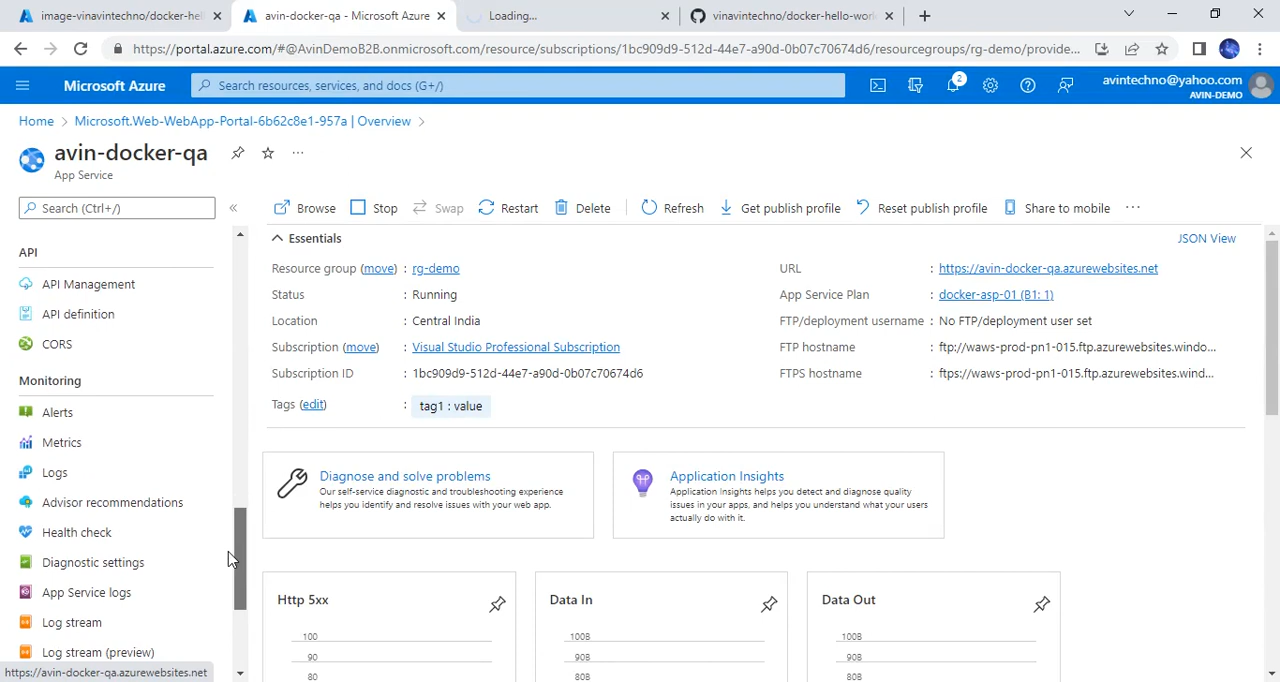 image-vinavintechno/docker-hell
avin-docker-qa - Microsoft Azure
Loading...
vinavintechno/docker-hello-work
https://portal.azure.com/#@AvinDemoB2B.onmicrosoft.com/resource/subscriptions/1bc909d9-512d-44e7-a90d-0b07c70674d6/resourcegroups/rg-demo/provide...
Microsoft Azure
Search resources, services, and docs (G+/)
2
avintechno@yahoo.com
AVIN-DEMO
Home > Microsoft.Web-WebApp-Portal-6b62c8e1-957a | Overview >
avin-docker-qa
App Service
Search (Ctrl+/)
Browse Stop Swap Restart Delete Refresh Get publish profile Reset publish profile Share to mobile
API
API Management
API definition
CORS
Monitoring
Alerts
Metrics
Logs
Advisor recommendations
Health check
Diagnostic settings
App Service logs
Log stream
Log stream (preview)
https://avin-docker-qa.azurewebsites.net
Essentials
JSON View
Resource group (move) : rg-demo
Status : Running
Location : Central India
Subscription (move) : Visual Studio Professional Subscription
Subscription ID : 1bc909d9-512d-44e7-a90d-0b07c70674d6
Tags (edit) : tag1 : value
URL : https://avin-docker-qa.azurewebsites.net
App Service Plan : docker-asp-01 (B1: 1)
FTP/deployment username : No FTP/deployment user set
FTP hostname : ftp://waws-prod-pn1-015.ftp.azurewebsites.windo...
FTPS hostname : ftps://waws-prod-pn1-015.ftp.azurewebsites.wind...
Diagnose and solve problems
Our self-service diagnostic and troubleshooting experience
helps you identify and resolve issues with your web app.
Application Insights
Application Insights helps you detect and diagnose quality
issues in your apps, and helps you understand what your users
actually do with it.
Http 5xx
100
90
80
Data In
100B
90B
80B
Data Out
100B
90B
80B